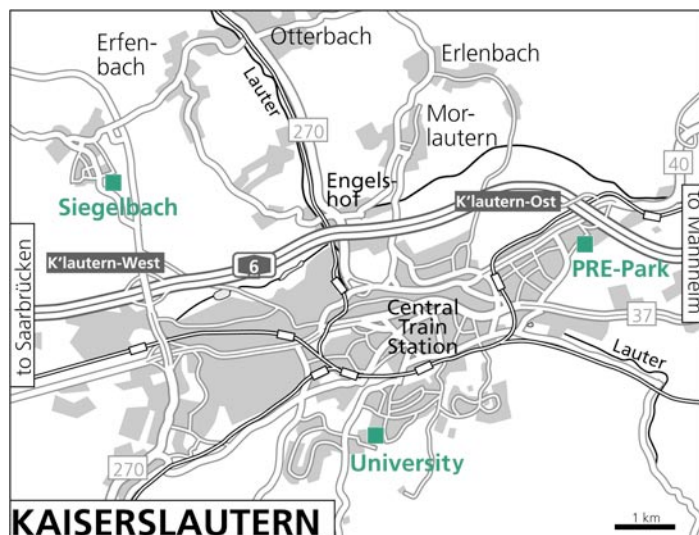 Otterbach
Erfen-
bach
Erlenbach
Lauter
270
Mor-
lautern
40
Engels-
hof
Siegelbach
K'lautern-Ost
to Saarbrücken
to Mannheim
K'lautern-West
6
PRE-Park
Central
Train
Station
37
Lauter
University
270
KAISERSLAUTERN
1 km